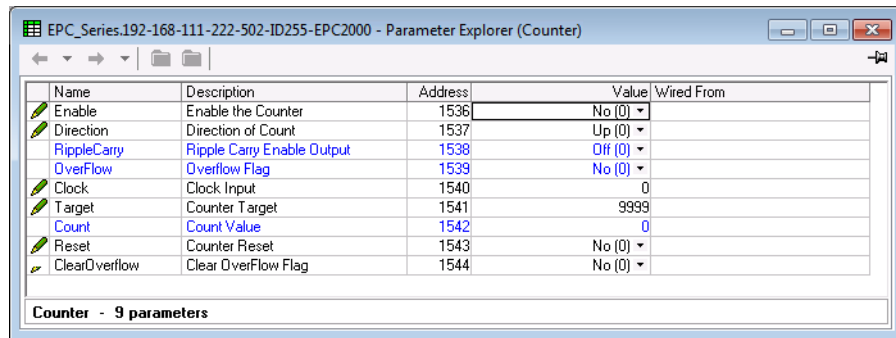 EPC_Series.192-168-111-222-502-ID255-EPC2000 - Parameter Explorer (Counter)
Name Description Address Value Wired From
Enable Enable the Counter 1536 No (0)
Direction Direction of Count 1537 Up (0)
RippleCarry Ripple Carry Enable Output 1538 Off (0)
OverFlow Overflow Flag 1539 No (0)
Clock Clock Input 1540 0
Target Counter Target 1541 9999
Count Count Value 1542 0
Reset Counter Reset 1543 No (0)
ClearOverflow Clear OverFlow Flag 1544 No (0)
Counter - 9 parameters